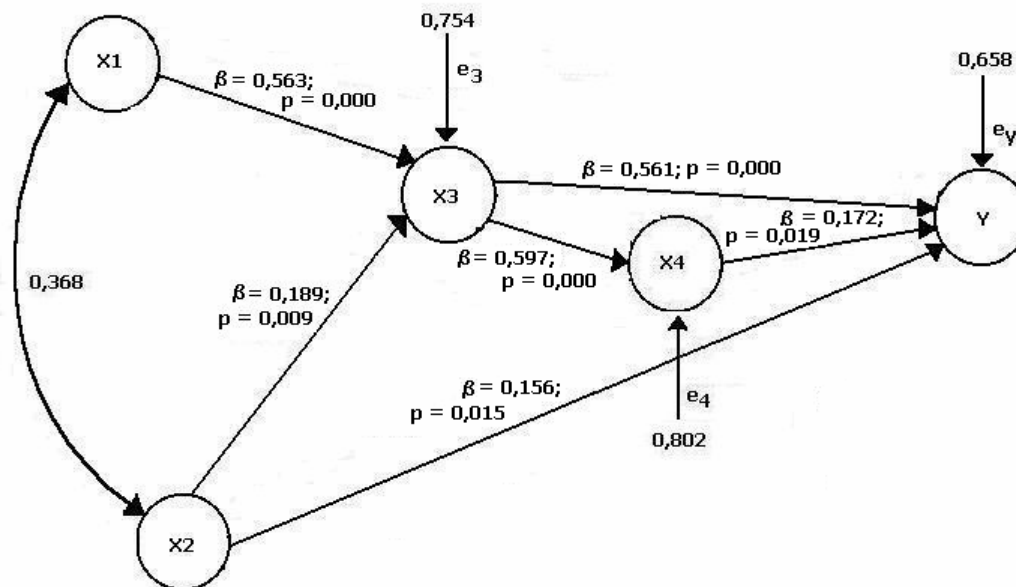 0,754
0,658
X1
e3
β = 0,563;
p = 0,000
ey
β = 0,561; p = 0,000
X3
β = 0,172;
p = 0,019
Y
β = 0,597;
p = 0,000
X4
0,368
β = 0,189;
p = 0,009
β = 0,156;
p = 0,015
e4
0,802
X2